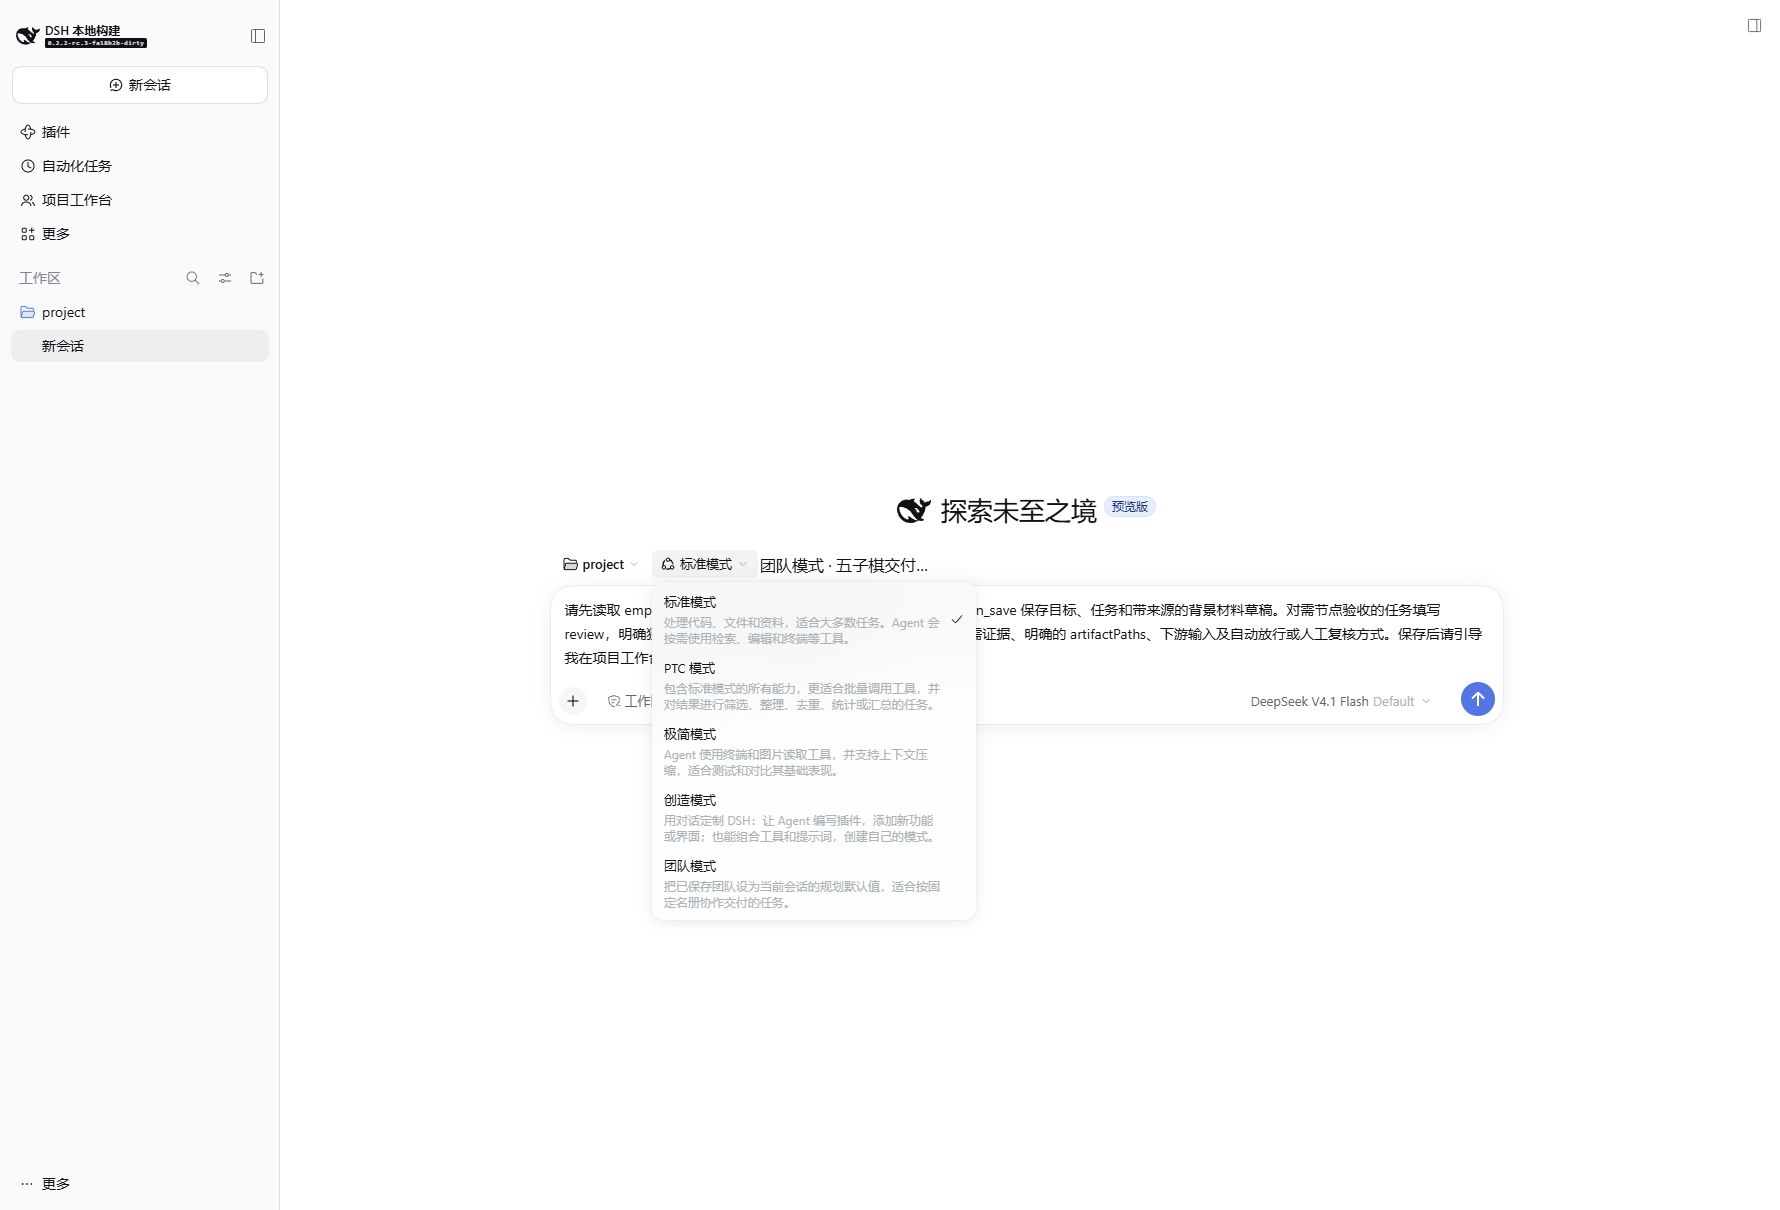 DSH 本地构建
新会话
插件
自动化任务
项目工作台
更多
工作区
project
新会话
探索未至之境 预览版
project 标准模式 团队模式 · 五子棋交付...
请先读取 emp
n_save 保存目标、任务和带来源的背景材料草稿。对需节点验收的任务填写
review，明确
证据、明确的 artifactPaths、下游输入及自动放行或人工复核方式。保存后请引导
我在项目工作
工作
DeepSeek V4.1 Flash Default
标准模式
处理代码、文件和资料，适合大多数任务。Agent 会
按需使用检索、编辑和终端等工具。
PTC 模式
包含标准模式的所有能力，更适合批量调用工具，并
对结果进行筛选、整理、去重、统计或汇总的任务。
极简模式
Agent 使用终端和图片读取工具，并支持上下文压
缩，适合测试和对比其基础表现。
创造模式
用对话定制 DSH：让 Agent 编写插件，添加新功能
或界面；也能组合工具和提示词，创建自己的模式。
团队模式
把已保存团队设为当前会话的规划默认值，适合按固
定名册协作交付的任务。
更多